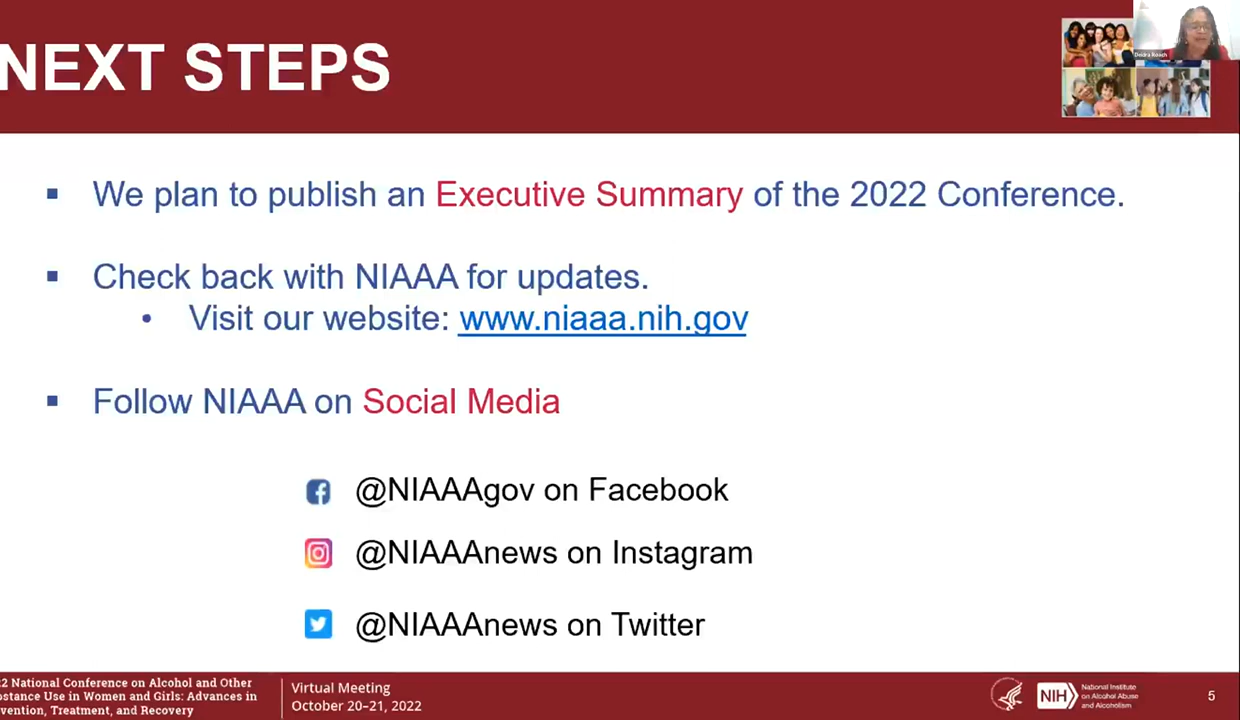 NEXT STEPS
Deidra Roach
We plan to publish an Executive Summary of the 2022 Conference.
Check back with NIAAA for updates.
Visit our website: www.niaaa.nih.gov
Follow NIAAA on Social Media
@NIAAAgov on Facebook
@NIAAAnews on Instagram
@NIAAAnews on Twitter
2 National Conference on Alcohol and Other
stance Use in Women and Girls: Advances in
vention, Treatment, and Recovery
Virtual Meeting
October 20–21, 2022
NIH
National Institute
on Alcohol Abuse
and Alcoholism
5